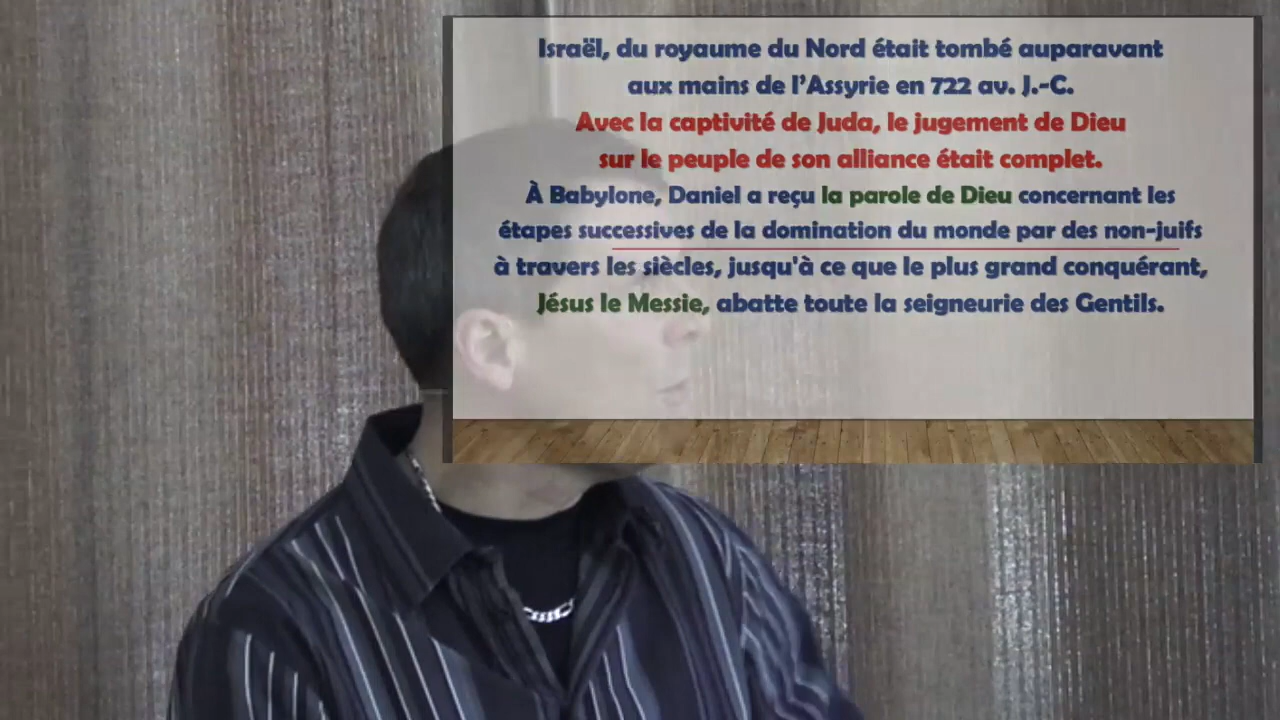 Israël, du royaume du Nord était tombé auparavant
aux mains de l’Assyrie en 722 av. J.-C.
Avec la captivité de Juda, le jugement de Dieu
sur le peuple de son alliance était complet.
À Babylone, Daniel a reçu la parole de Dieu concernant les
étapes successives de la domination du monde par des non-juifs
à travers les siècles, jusqu'à ce que le plus grand conquérant,
Jésus le Messie, abatte toute la seigneurie des Gentils.